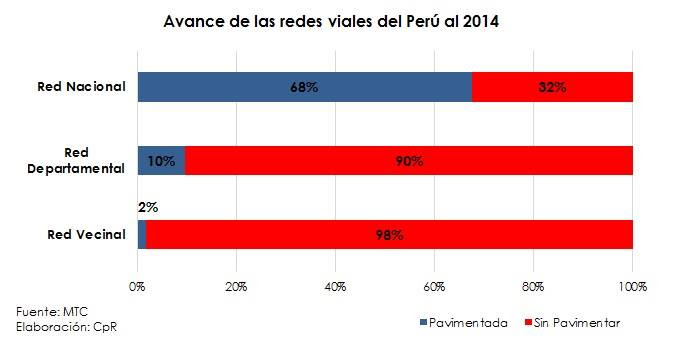 Avance de las redes viales del Perú al 2014
Red Nacional
68%
32%
Red
Departamental
10%
90%
2%
Red Vecinal
98%
0%
20%
40%
60%
80%
100%
Fuente: MTC
Elaboración: CpR
Pavimentada
Sin Pavimentar